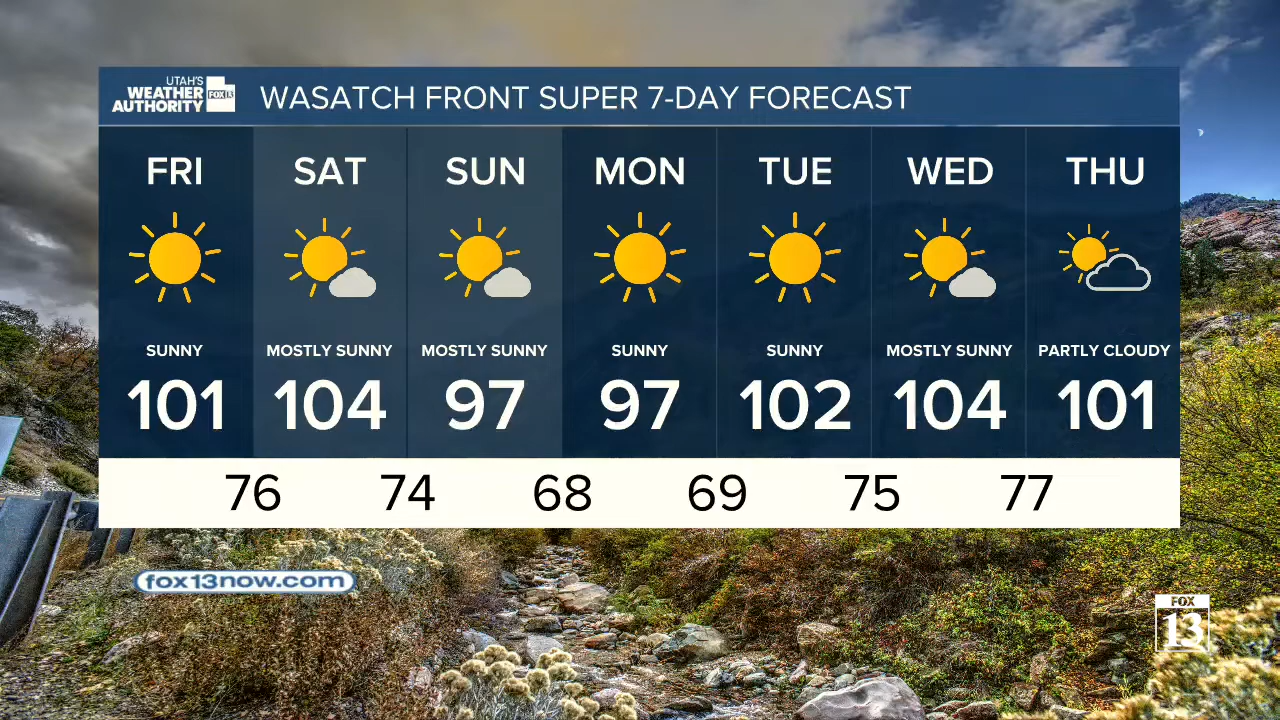 UTAH'S
WEATHER
AUTHORITY
FOX 13
WASATCH FRONT SUPER 7-DAY FORECAST
FRI SAT SUN MON TUE WED THU
SUNNY MOSTLY SUNNY MOSTLY SUNNY SUNNY SUNNY MOSTLY SUNNY PARTLY CLOUDY
101 104 97 97 102 104 101
76 74 68 69 75 77
fox13now.com
FOX
13